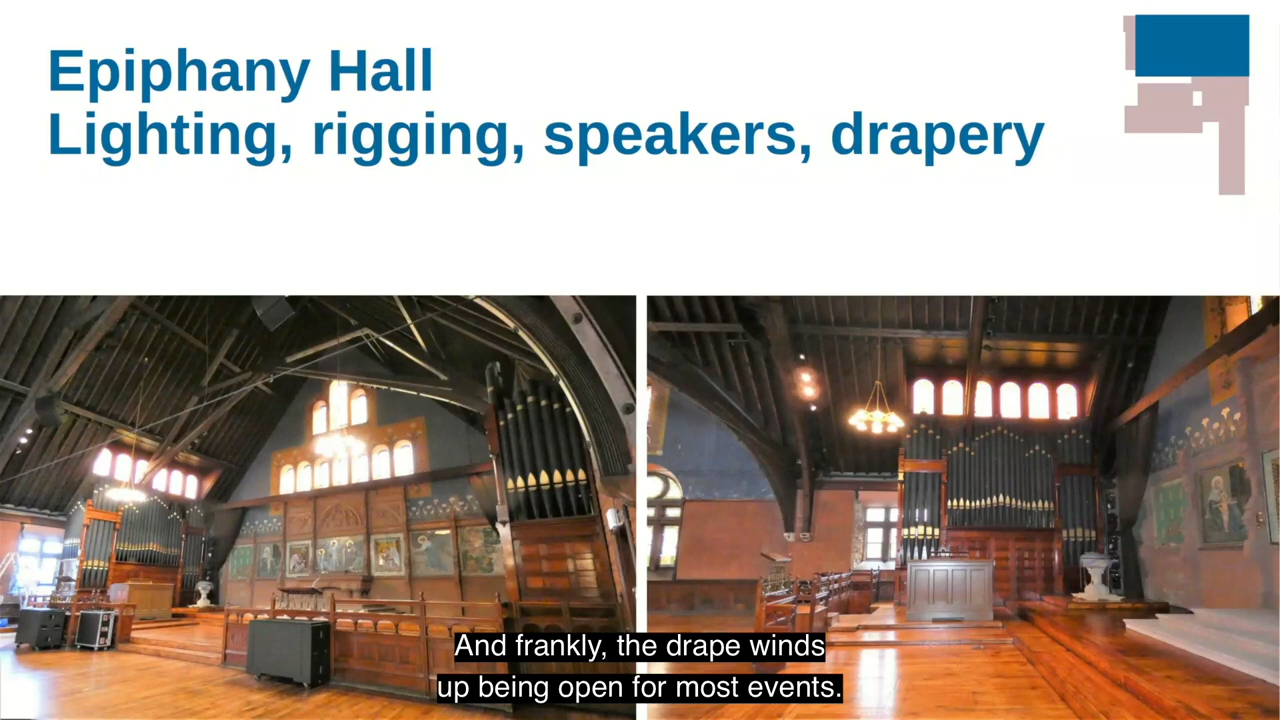 Epiphany Hall
Lighting, rigging, speakers, drapery
And frankly, the drape winds
up being open for most events.